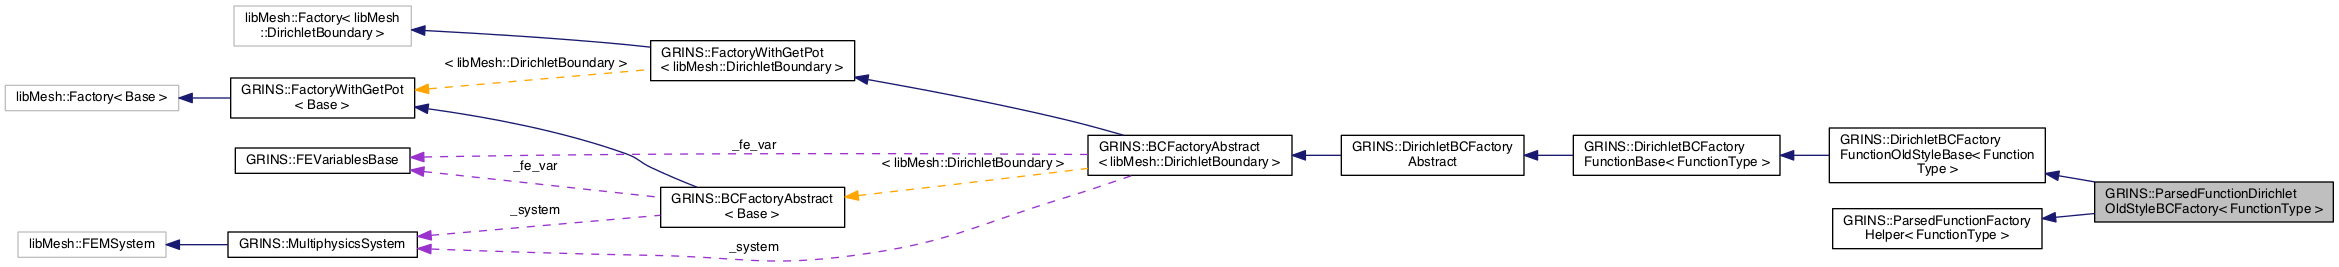 libMesh::Factory< libMesh
::DirichletBoundary >
GRINS::FactoryWithGetPot
< libMesh::DirichletBoundary >
< libMesh::DirichletBoundary >
libMesh::Factory< Base >
GRINS::FactoryWithGetPot
< Base >
GRINS::FEVariablesBase
_fe_var
_fe_var
< libMesh::DirichletBoundary >
GRINS::BCFactoryAbstract
< libMesh::DirichletBoundary >
GRINS::DirichletBCFactory
Abstract
GRINS::DirichletBCFactory
FunctionBase< FunctionType >
GRINS::DirichletBCFactory
FunctionOldStyleBase< Function
Type >
GRINS::ParsedFunctionDirichlet
OldStyleBCFactory< FunctionType >
GRINS::BCFactoryAbstract
< Base >
_system
GRINS::ParsedFunctionFactory
Helper< FunctionType >
libMesh::FEMSystem
GRINS::MultiphysicsSystem
_system